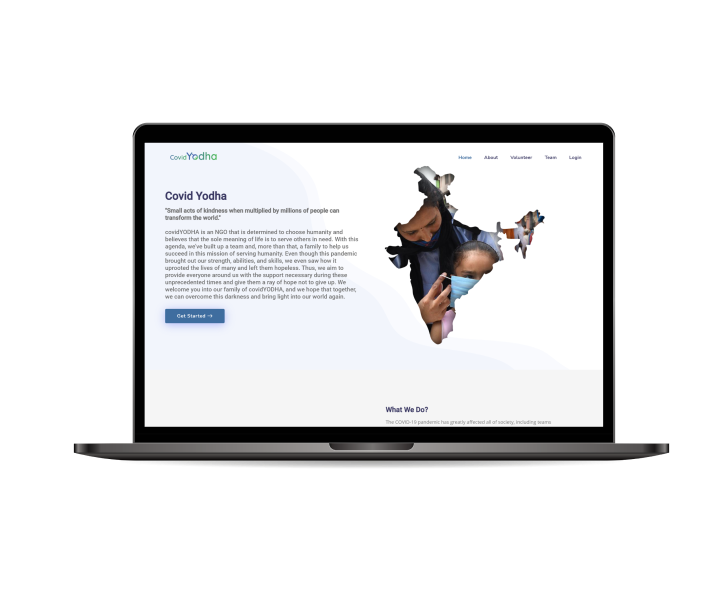 CovidYodha
Home About Volunteer Team Login
Covid Yodha
"Small acts of kindness when multiplied by millions of people can
transform the world."
covidYODHA is an NGO that is determined to choose humanity and
believes that the sole meaning of life is to serve others in need. With this
agenda, we've built up a team and, more than that, a family to help us
succeed in this mission of serving humanity. Even though this pandemic
brought out our strength, abilities, and skills, we even saw how it
uprooted the lives of many and left them hopeless. Thus, we aim to
provide everyone around us with the support necessary during these
unprecedented times and give them a ray of hope not to give up. We
welcome you into our family of covidYODHA, and we hope that together,
we can overcome this darkness and bring light into our world again.
Get Started →
What We Do?
The COVID-19 pandemic has greatly affected all of society, including teams